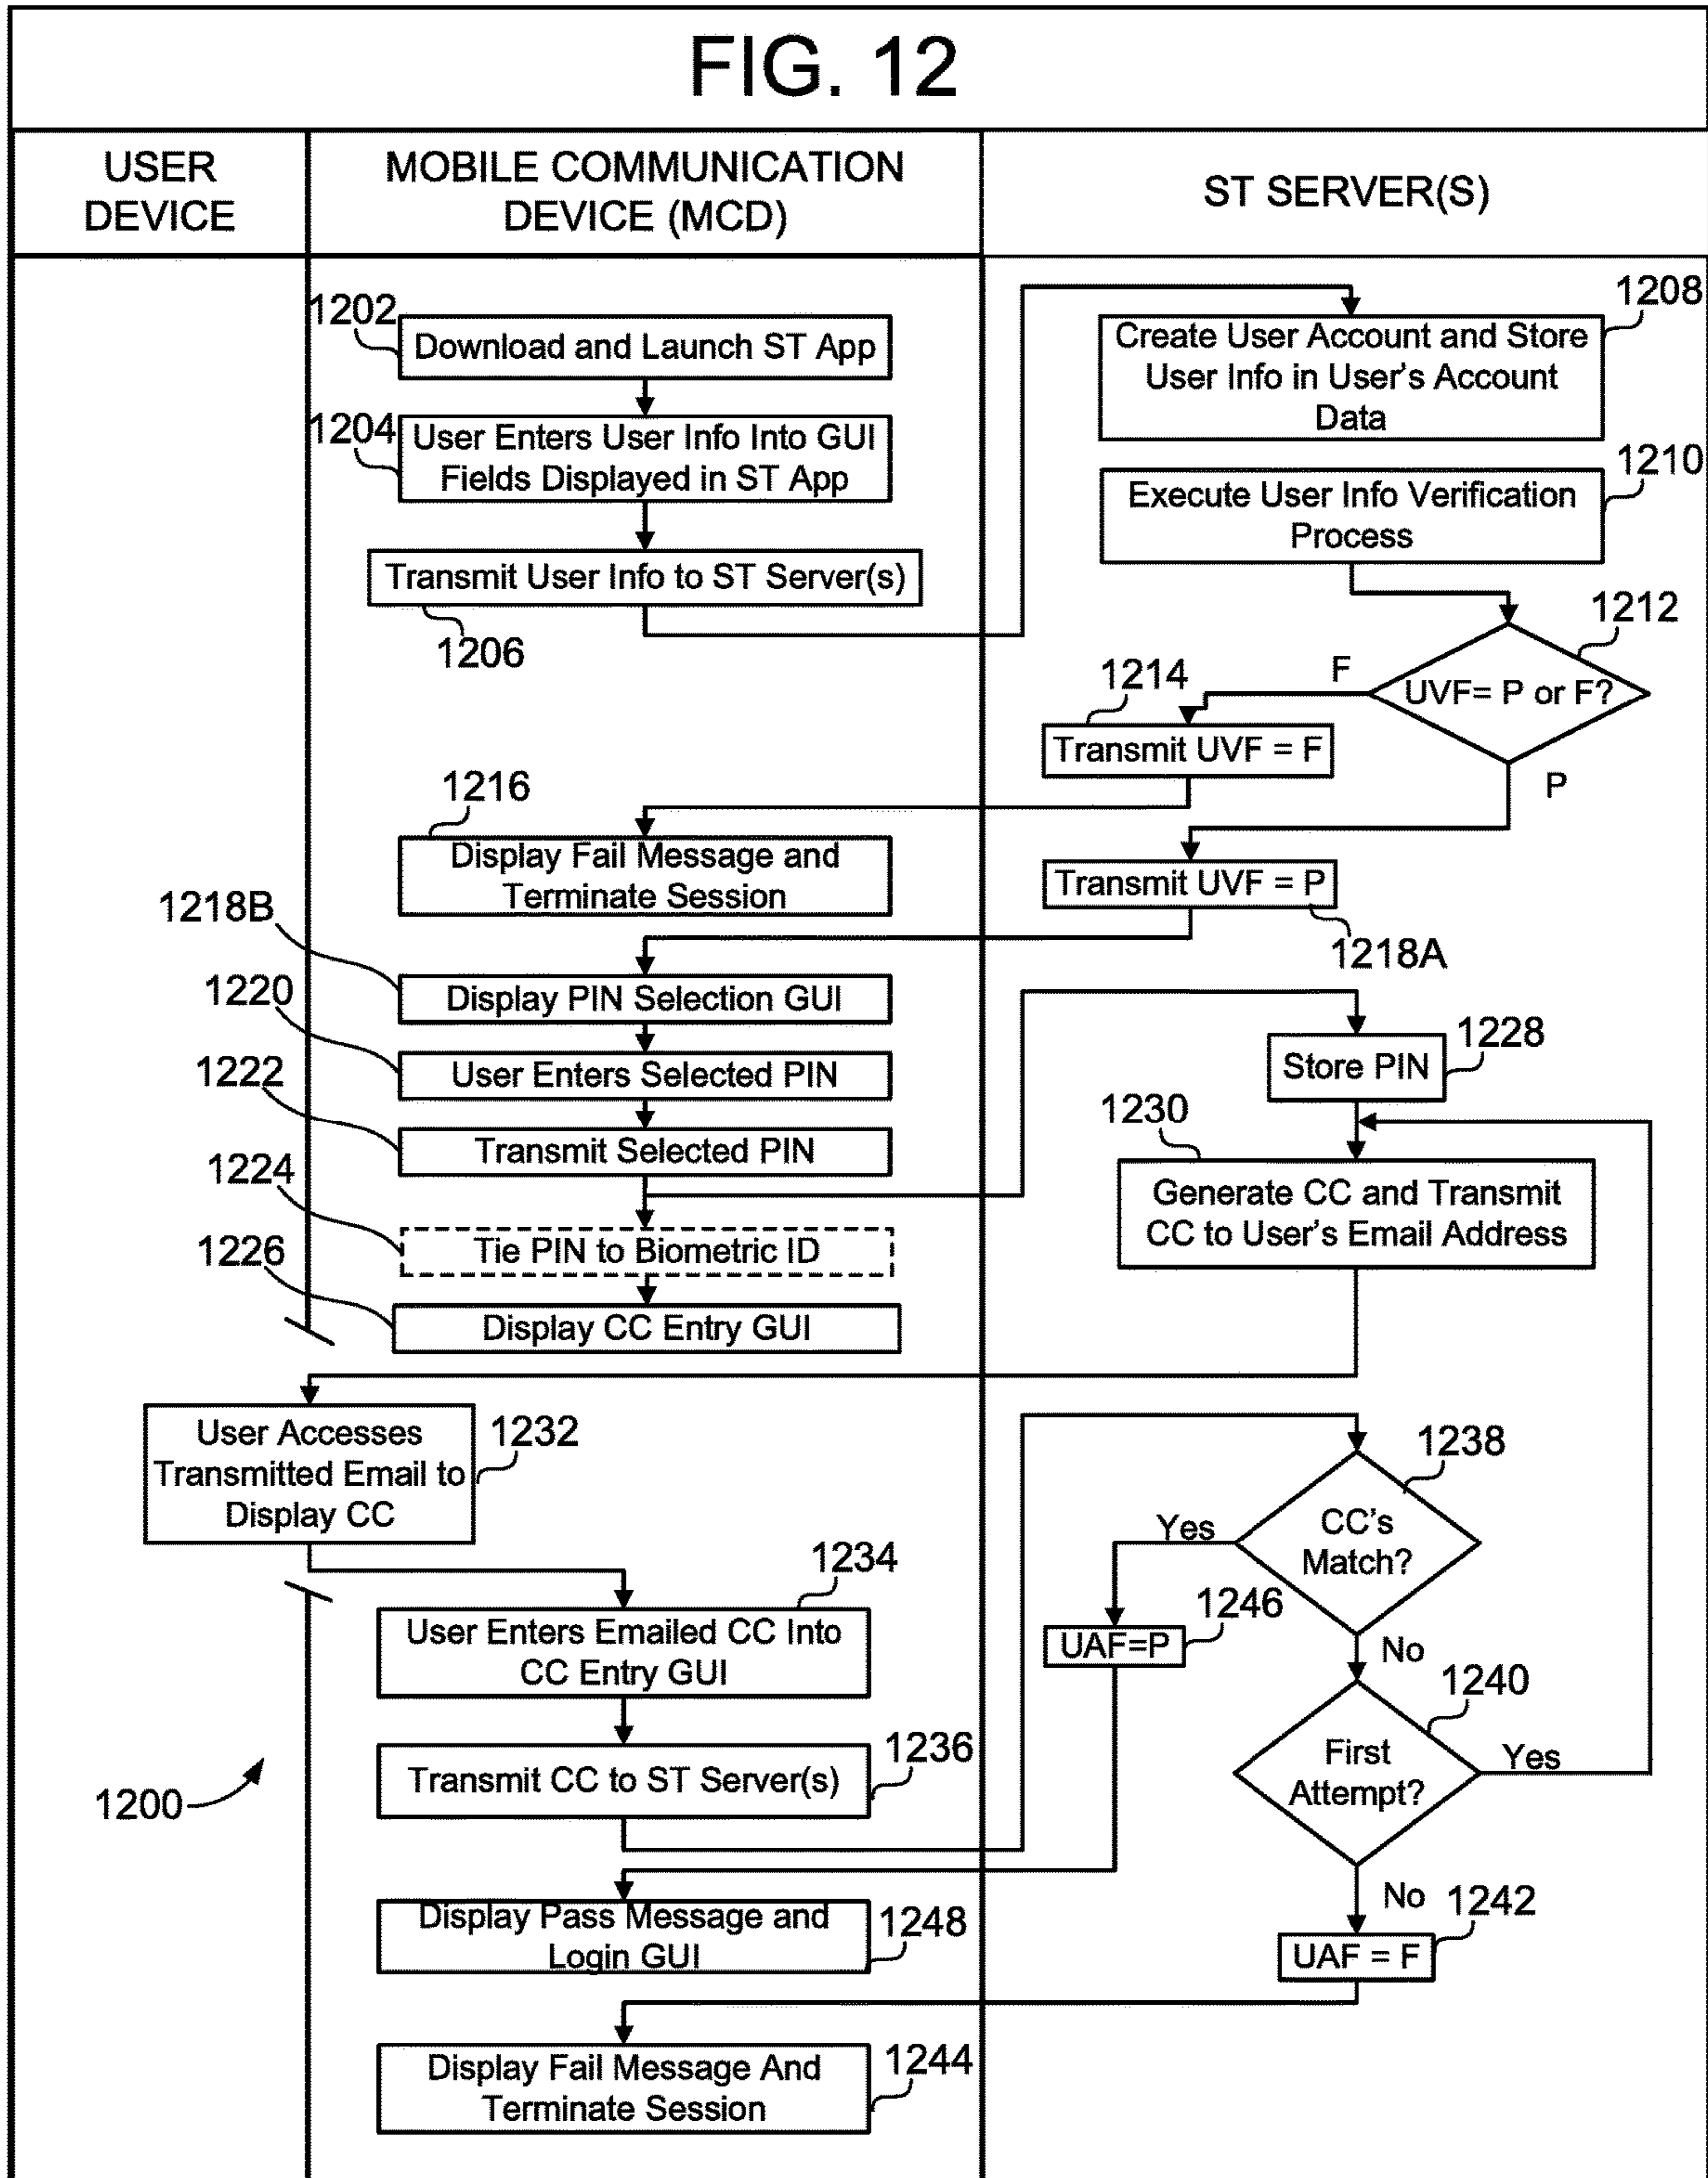 FIG. 12
USER
DEVICE
MOBILE COMMUNICATION
DEVICE (MCD)
ST SERVER(S)
1202
Download and Launch ST App
1204
User Enters User Info Into GUI
Fields Displayed in ST App
Transmit User Info to ST Server(s)
1206
1208
Create User Account and Store
User Info in User's Account
Data
1210
Execute User Info Verification
Process
1212
UVF= P or F?
F
P
1214
Transmit UVF = F
1216
Display Fail Message and
Terminate Session
Transmit UVF = P
1218A
1218B
Display PIN Selection GUI
1220
User Enters Selected PIN
1222
Transmit Selected PIN
1224
Tie PIN to Biometric ID
1226
Display CC Entry GUI
1228
Store PIN
1230
Generate CC and Transmit
CC to User's Email Address
User Accesses
Transmitted Email to
Display CC
1232
1234
User Enters Emailed CC Into
CC Entry GUI
1236
Transmit CC to ST Server(s)
1238
CC's
Match?
Yes
No
1246
UAF=P
1240
First
Attempt?
Yes
No
1200
Display Pass Message and
Login GUI
1248
1242
UAF = F
Display Fail Message And
Terminate Session
1244